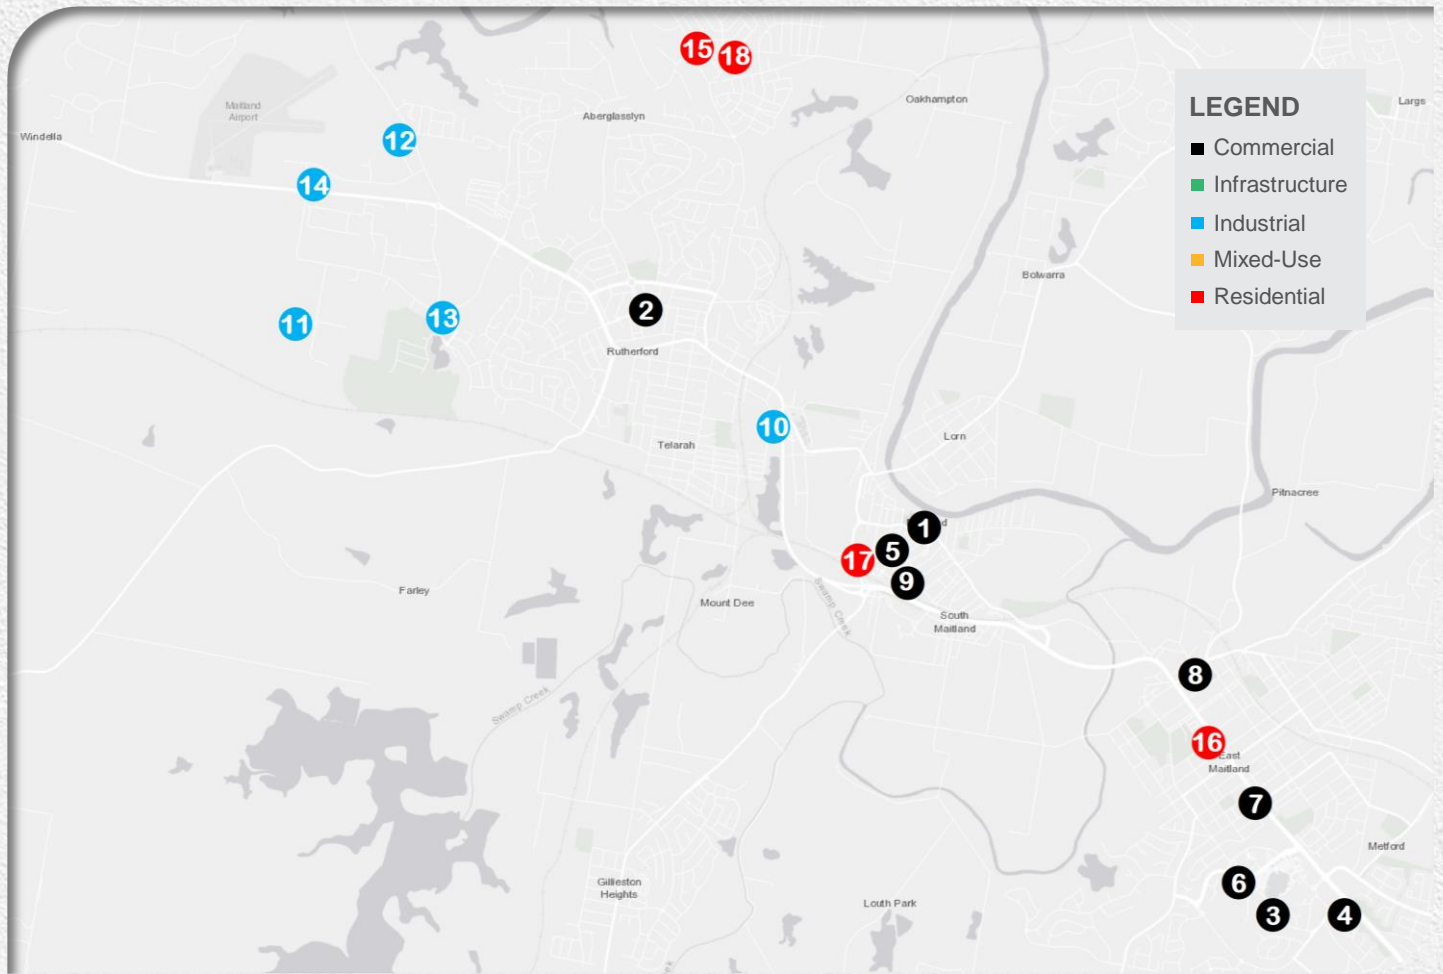 15
18
LEGEND
Commercial
Infrastructure
Industrial
Mixed-Use
Residential
Largs
Oakhampton
Maitland
Airport
Aberglasslyn
Windella
12
14
Bolwarra
2
11
13
Rutherford
10
Telarah
Lorn
Pitnacree
1
5
17
9
Farley
Mount Dee
Swamp Creek
South
Maitland
8
Swamp Creek
16
East
Maitland
7
Metford
6
Gillieston
Heights
Louth Park
3
4